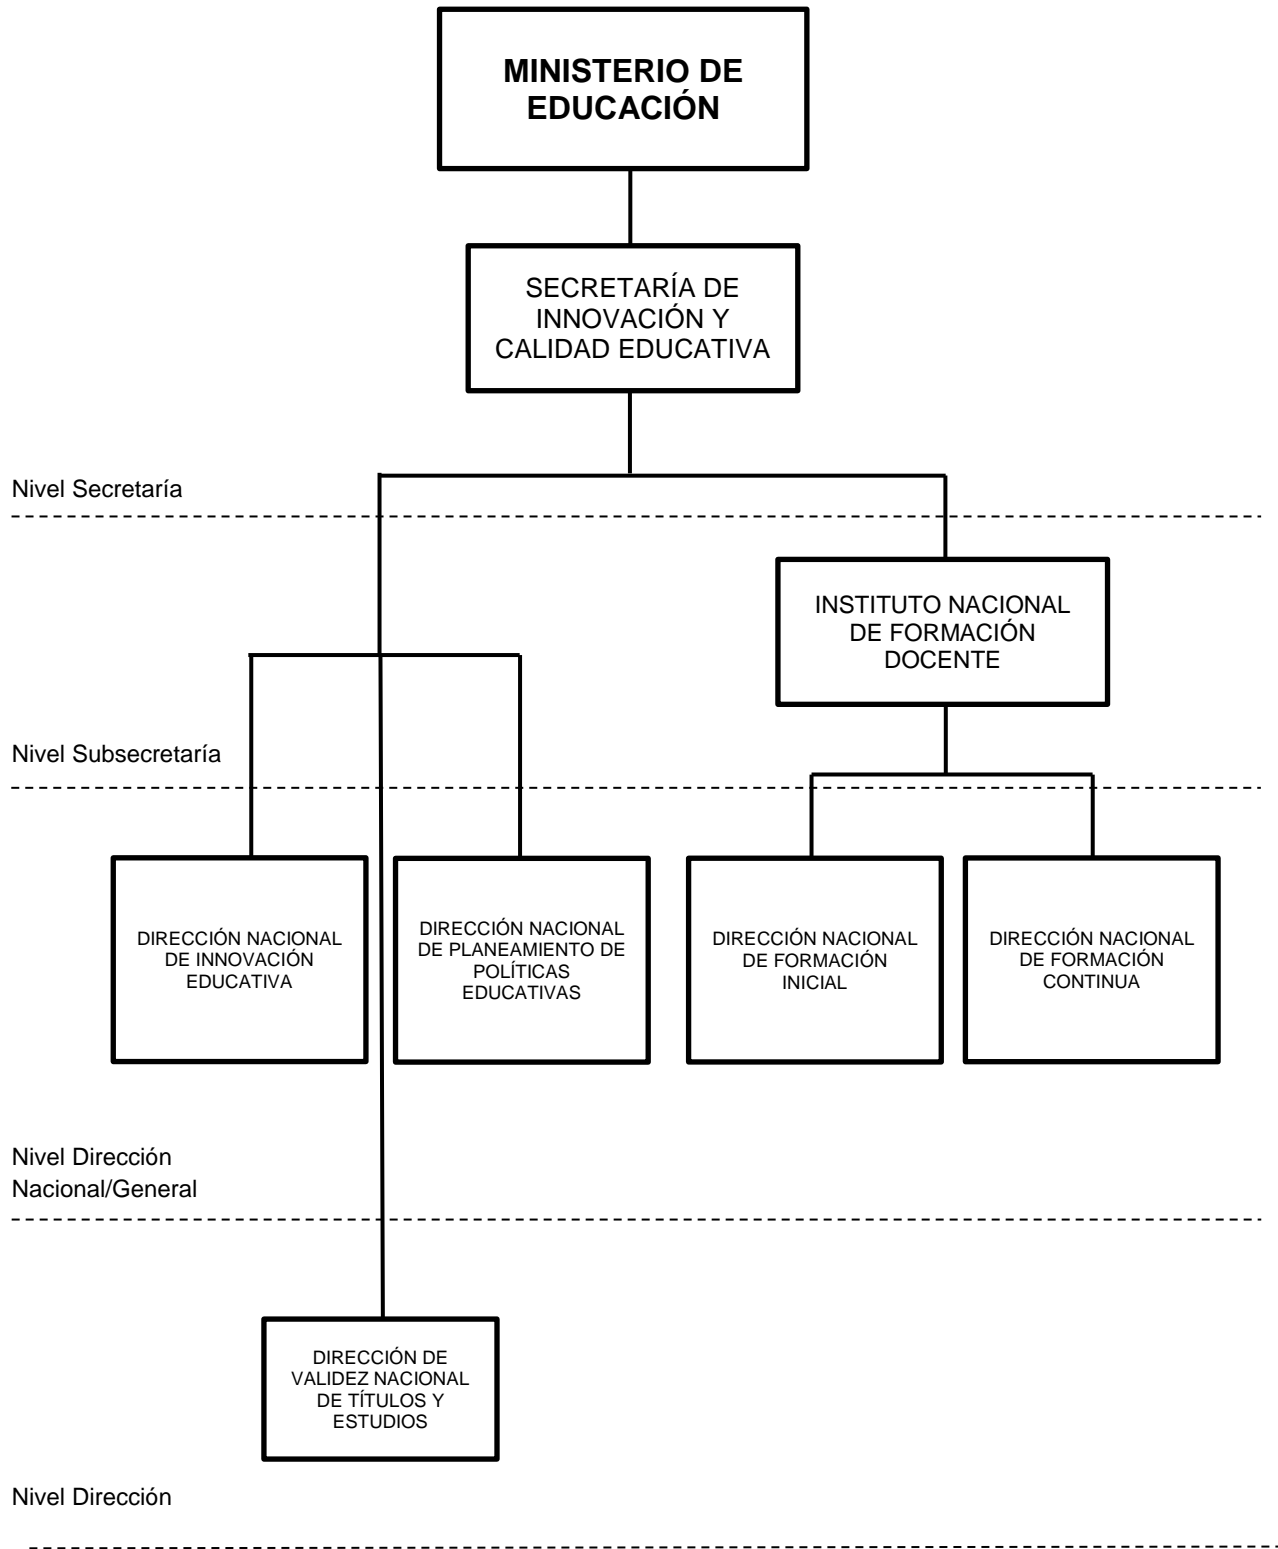 MINISTERIO DE
EDUCACIÓN
SECRETARÍA DE
INNOVACIÓN Y
CALIDAD EDUCATIVA
Nivel Secretaría
INSTITUTO NACIONAL
DE FORMACIÓN
DOCENTE
Nivel Subsecretaría
DIRECCIÓN NACIONAL
DE INNOVACIÓN
EDUCATIVA
DIRECCIÓN NACIONAL
DE PLANEAMIENTO DE
POLÍTICAS
EDUCATIVAS
DIRECCIÓN NACIONAL
DE FORMACIÓN
INICIAL
DIRECCIÓN NACIONAL
DE FORMACIÓN
CONTINUA
Nivel Dirección
Nacional/General
DIRECCIÓN DE
VALIDEZ NACIONAL
DE TÍTULOS Y
ESTUDIOS
Nivel Dirección